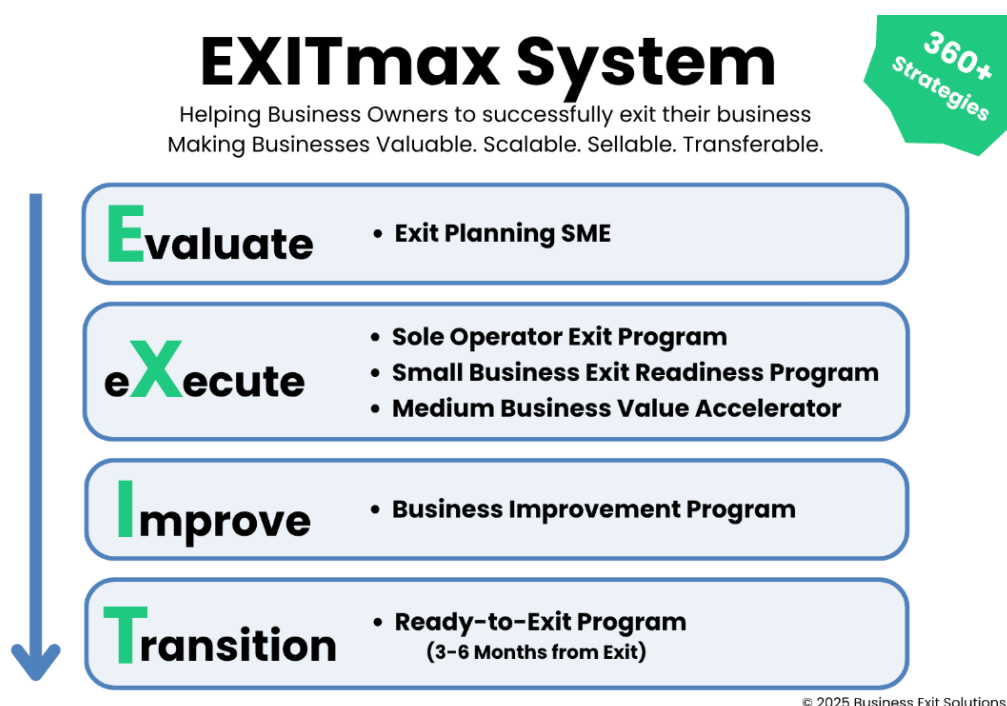 EXITmax System
360+
Strategies
Helping Business Owners to successfully exit their business
Making Businesses Valuable. Scalable. Sellable. Transferable.
Evaluate
• Exit Planning SME
eXecute
• Sole Operator Exit Program
• Small Business Exit Readiness Program
• Medium Business Value Accelerator
Improve
• Business Improvement Program
Transition
• Ready-to-Exit Program
(3-6 Months from Exit)
© 2025 Business Exit Solutions